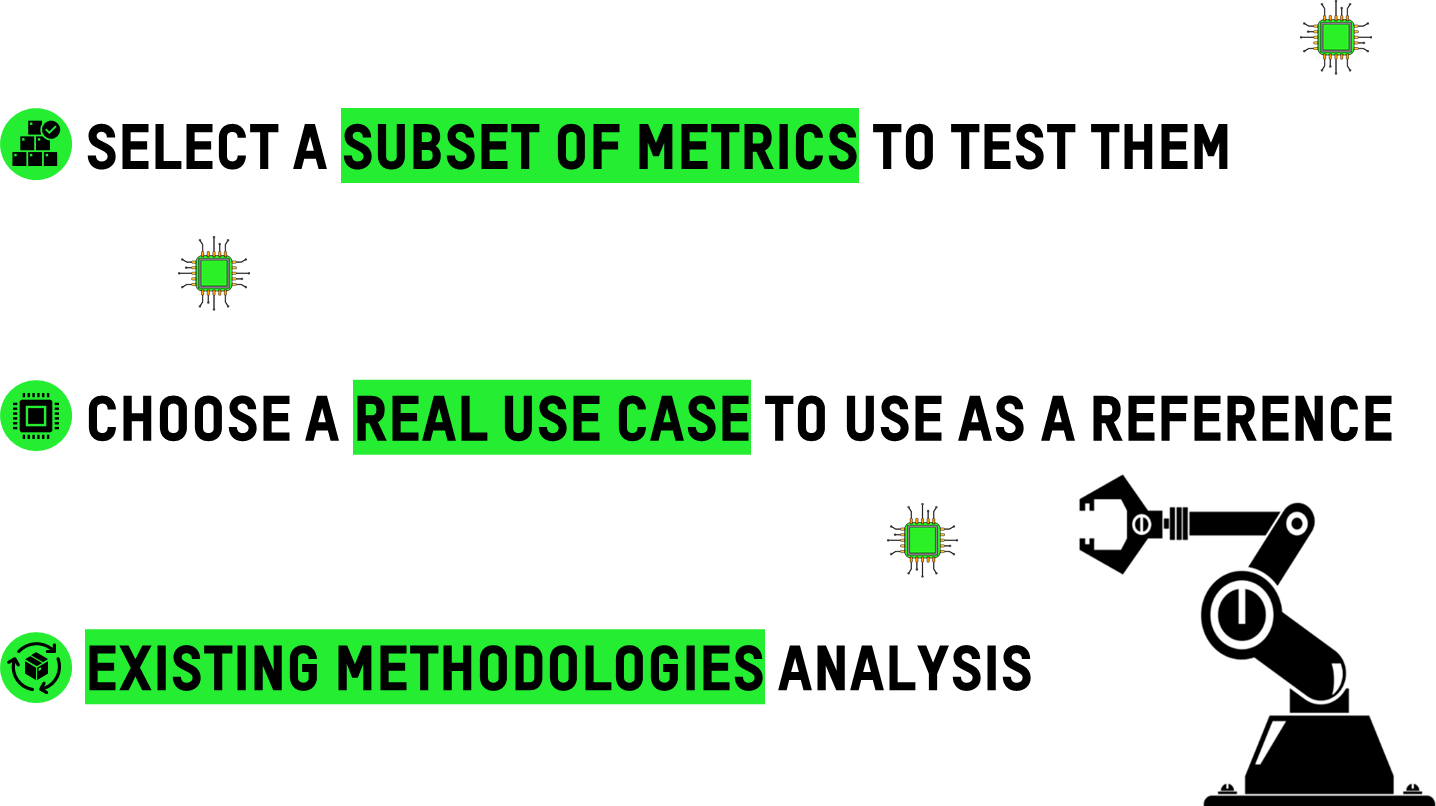 SELECT A SUBSET OF METRICS TO TEST THEM
CHOOSE A REAL USE CASE TO USE AS A REFERENCE
EXISTING METHODOLOGIES ANALYSIS